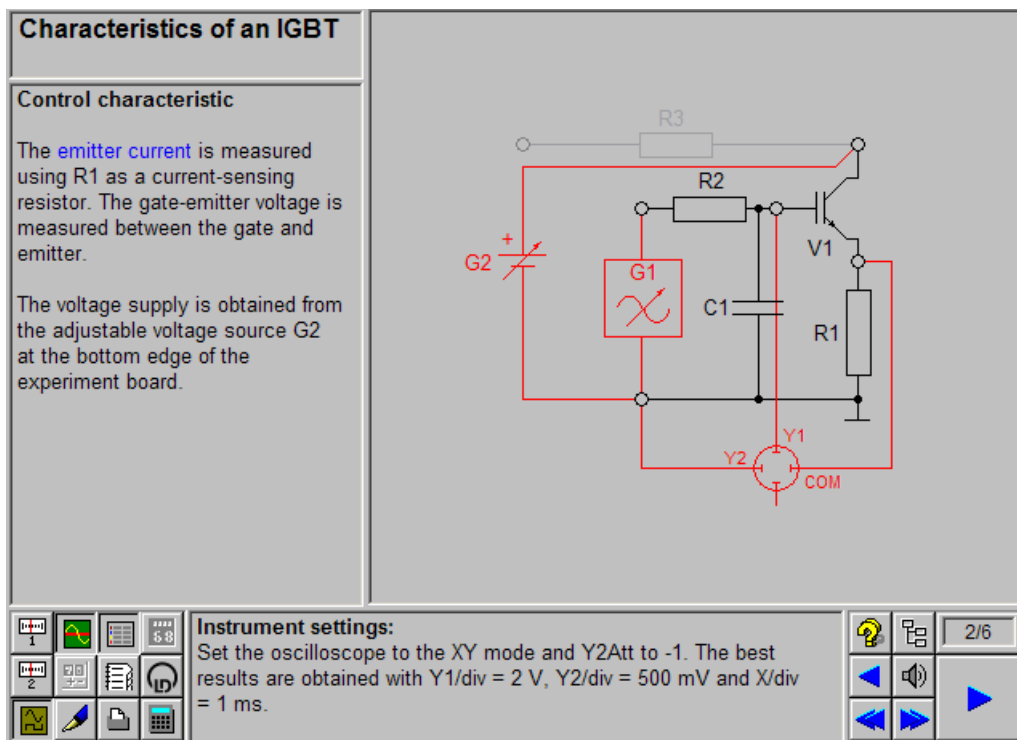 Characteristics of an IGBT
Control characteristic
The emitter current is measured
using R1 as a current-sensing
resistor. The gate-emitter voltage is
measured between the gate and
emitter.
The voltage supply is obtained from
the adjustable voltage source G2
at the bottom edge of the
experiment board.
R3
R2
+
G2
G1
V1
C1
R1
Y1
Y2
COM
1
2
Instrument settings:
Set the oscilloscope to the XY mode and Y2Att to -1. The best
results are obtained with Y1/div = 2 V, Y2/div = 500 mV and X/div
= 1 ms.
2/6